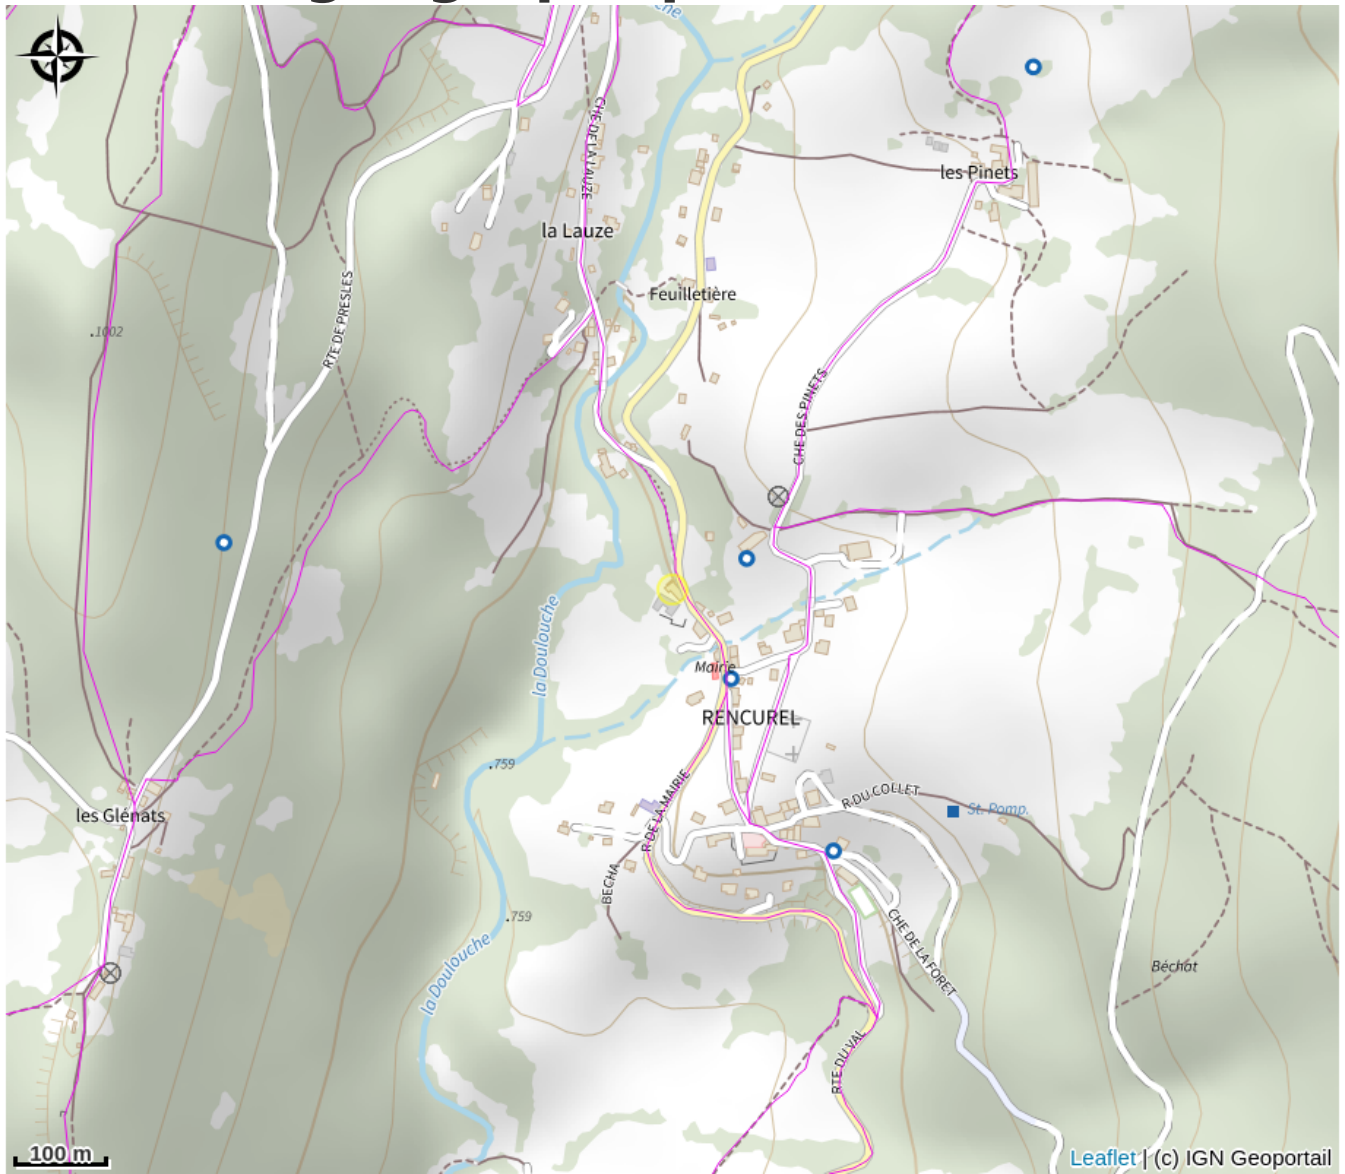 che
CHE DE LA LAUZE
les Pinets
la Lauze
Feuilletière
RTE DE PRESLES
.1002
CHE DES PINETS
la Doulouche
Mairie
RENCUREL
.759
R DE LA MAIRIE
R DU COLLET
St. Pomp.
les Glénats
BECHA
.759
CHE DE LA FORET
la Doulouche
Béchat
RTE DU VAL
100 m
Leaflet | (c) IGN Geoportail